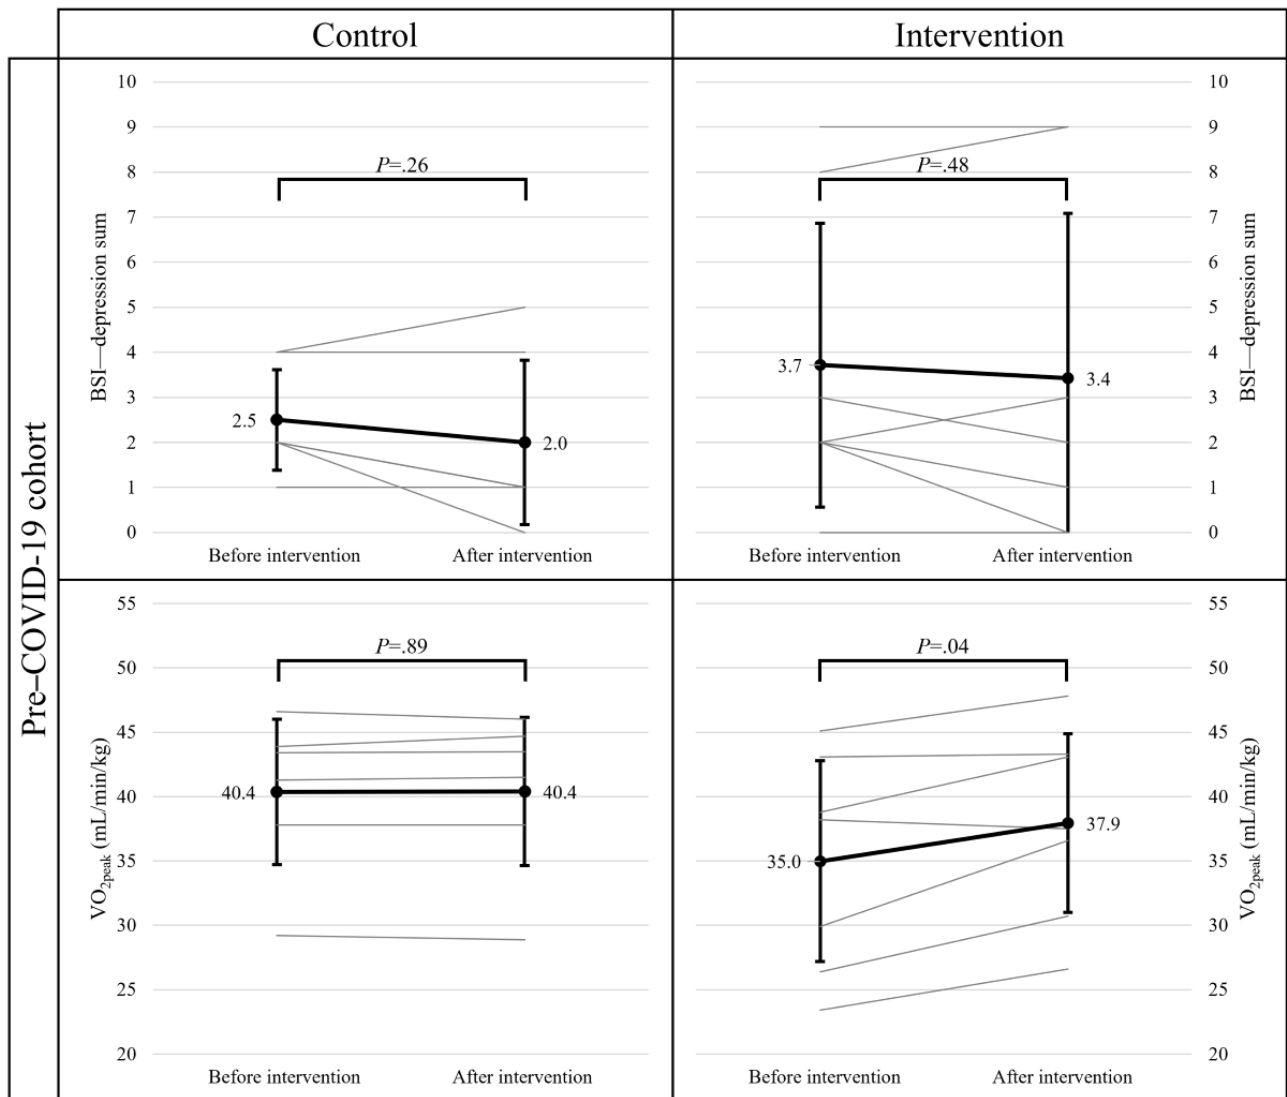 Control
Intervention
Pre–COVID-19 cohort
BSI—depression sum
10
9
8
7
6
5
4
3
2
1
0
P=.26
2.5
2.0
Before intervention
After intervention
P=.48
3.7
3.4
Before intervention
After intervention
10
9
8
7
6
5
4
3
2
1
0
BSI—depression sum
VO2peak (mL/min/kg)
55
50
45
40
35
30
25
20
P=.89
40.4
40.4
Before intervention
After intervention
P=.04
35.0
37.9
Before intervention
After intervention
55
50
45
40
35
30
25
20
VO2peak (mL/min/kg)